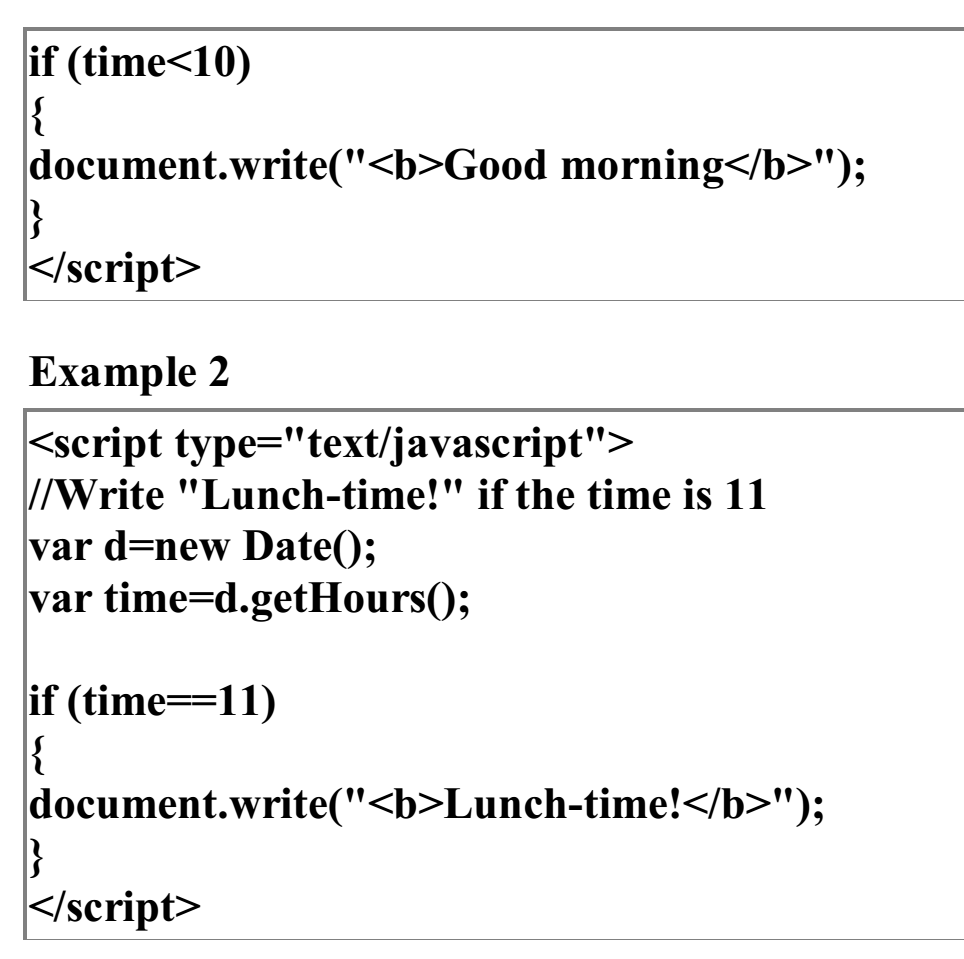 if (time<10)
{
document.write("<b>Good morning</b>");
}
</script>
Example 2
<script type="text/javascript">
//Write "Lunch-time!" if the time is 11
var d=new Date();
var time=d.getHours();
if (time==11)
{
document.write("<b>Lunch-time!</b>");
}
</script>